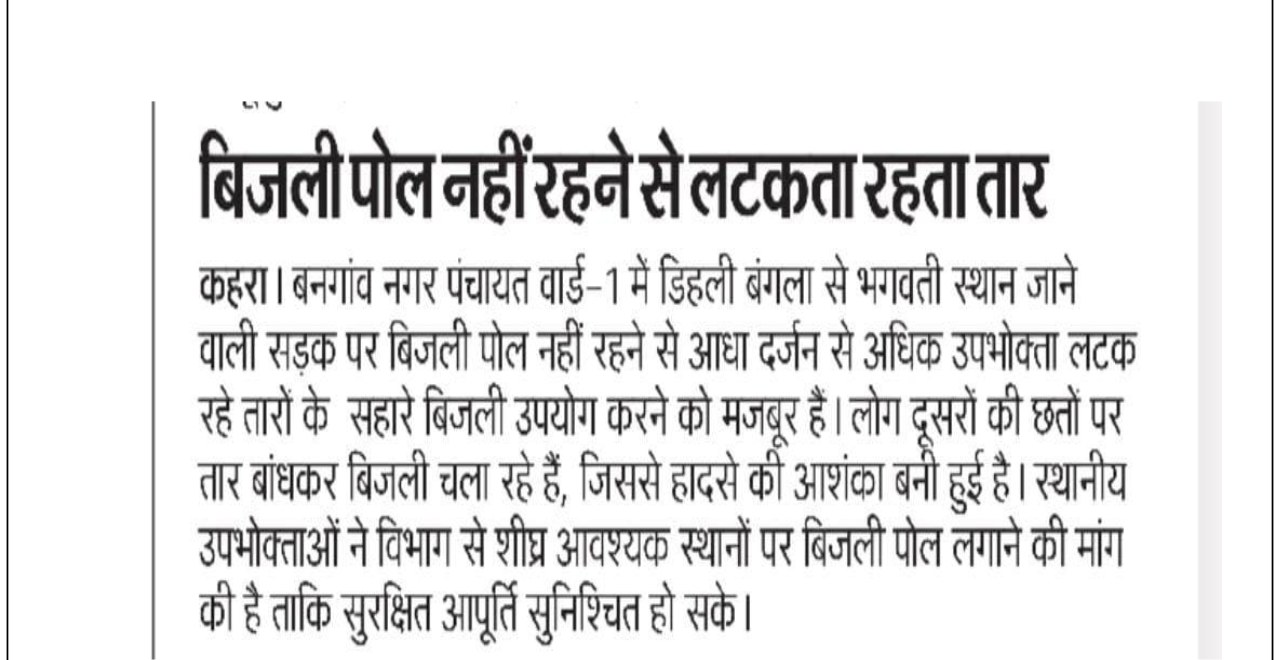 बिजली पोल नहीं रहने से लटकता रहता तार
कहरा। बनगांव नगर पंचायत वार्ड-1 में डिहली बंगला से भगवती स्थान जाने
वाली सड़क पर बिजली पोल नहीं रहने से आधा दर्जन से अधिक उपभोक्ता लटक
रहे तारों के सहारे बिजली उपयोग करने को मजबूर हैं। लोग दूसरों की छतों पर
तार बांधकर बिजली चला रहे हैं, जिससे हादसे की आशंका बनी हुई है। स्थानीय
उपभोक्ताओं ने विभाग से शीघ्र आवश्यक स्थानों पर बिजली पोल लगाने की मांग
की है ताकि सुरक्षित आपूर्ति सुनिश्चित हो सके।